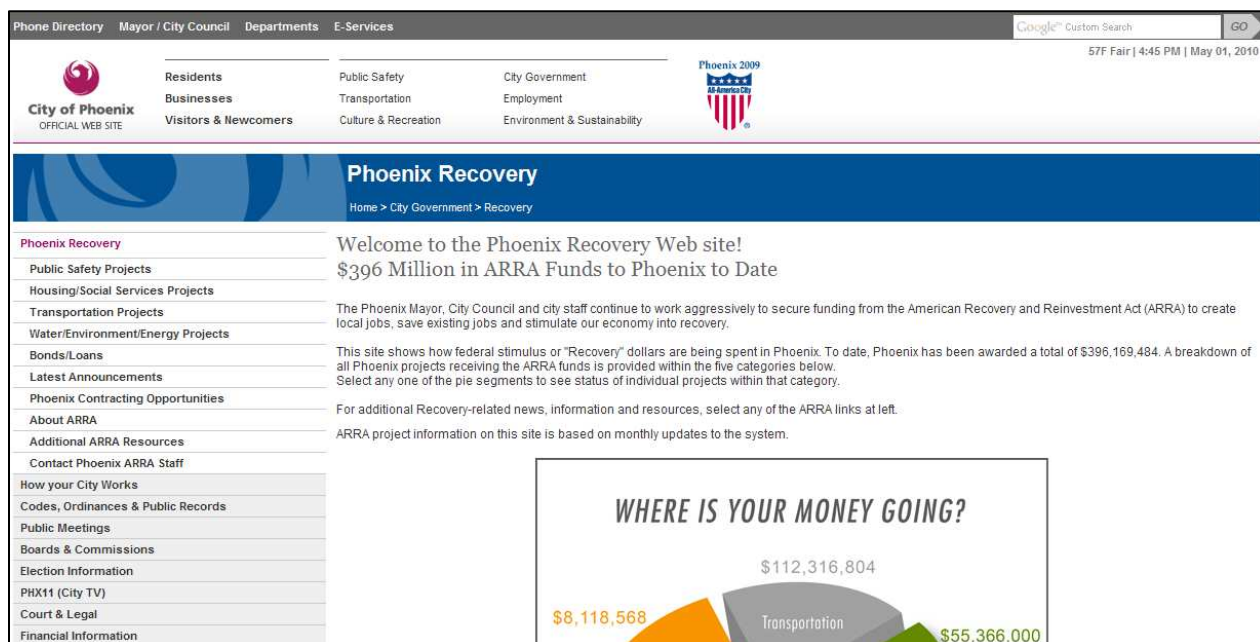 Phone Directory Mayor / City Council Departments E-Services
Google™ Custom Search GO
57F Fair | 4:45 PM | May 01, 2010
City of Phoenix
OFFICIAL WEB SITE
Residents
Businesses
Visitors & Newcomers
Public Safety
Transportation
Culture & Recreation
City Government
Employment
Environment & Sustainability
Phoenix 2009
All-America City
Phoenix Recovery
Home > City Government > Recovery
Phoenix Recovery
Public Safety Projects
Housing/Social Services Projects
Transportation Projects
Water/Environment/Energy Projects
Bonds/Loans
Latest Announcements
Phoenix Contracting Opportunities
About ARRA
Additional ARRA Resources
Contact Phoenix ARRA Staff
How your City Works
Codes, Ordinances & Public Records
Public Meetings
Boards & Commissions
Election Information
PHX11 (City TV)
Court & Legal
Financial Information
Welcome to the Phoenix Recovery Web site!
$396 Million in ARRA Funds to Phoenix to Date
The Phoenix Mayor, City Council and city staff continue to work aggressively to secure funding from the American Recovery and Reinvestment Act (ARRA) to create
local jobs, save existing jobs and stimulate our economy into recovery.
This site shows how federal stimulus or "Recovery" dollars are being spent in Phoenix. To date, Phoenix has been awarded a total of $396,169,484. A breakdown of
all Phoenix projects receiving the ARRA funds is provided within the five categories below.
Select any one of the pie segments to see status of individual projects within that category.
For additional Recovery-related news, information and resources, select any of the ARRA links at left.
ARRA project information on this site is based on monthly updates to the system.
WHERE IS YOUR MONEY GOING?
$112,316,804
$8,118,568
Transportation
$55,366,000